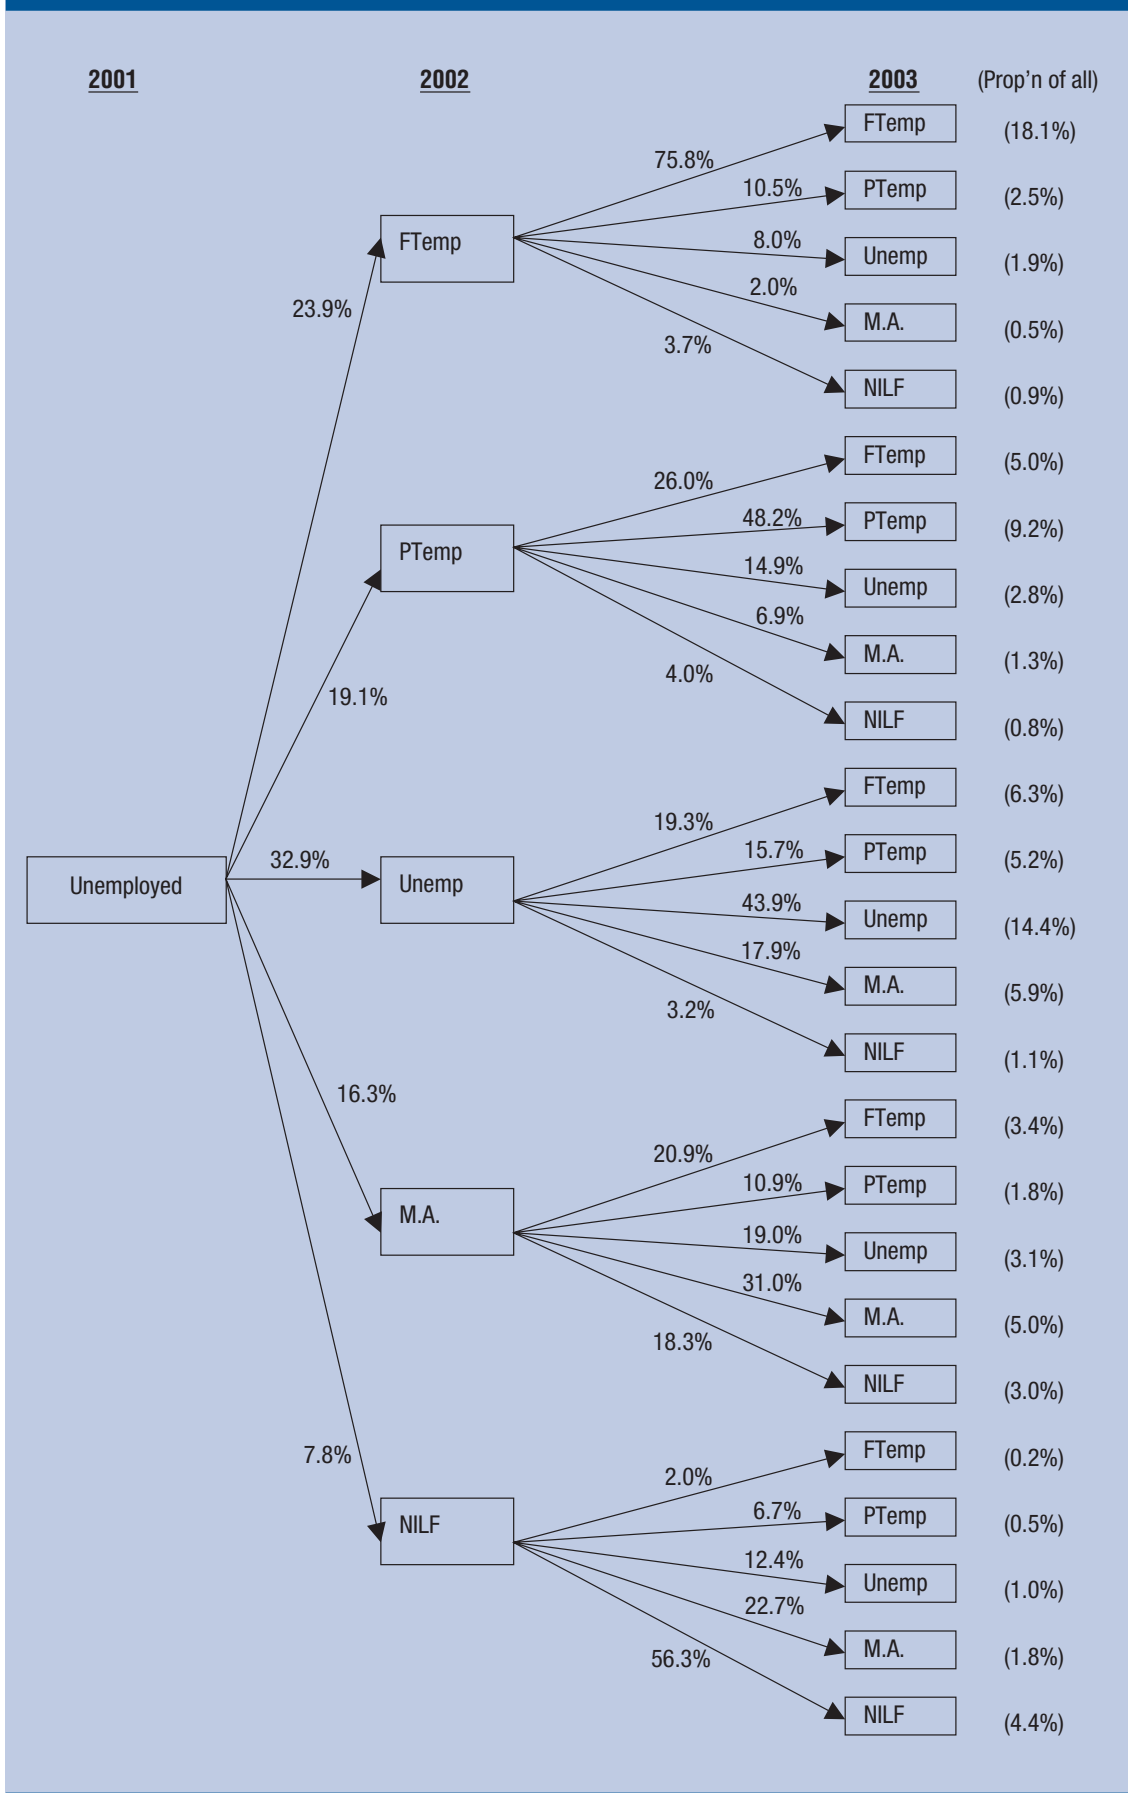 2001 2002 2003 (Prop'n of all)
FTemp (18.1%)
75.8%
10.5% PTemp (2.5%)
FTemp 8.0% Unemp (1.9%)
23.9% 2.0% M.A. (0.5%)
3.7%
NILF (0.9%)
FTemp (5.0%)
26.0%
48.2% PTemp (9.2%)
PTemp 14.9% Unemp (2.8%)
6.9% M.A. (1.3%)
4.0%
19.1% NILF (0.8%)
FTemp (6.3%)
19.3%
32.9% 15.7% PTemp (5.2%)
Unemployed Unemp 43.9% Unemp (14.4%)
17.9% M.A. (5.9%)
3.2%
NILF (1.1%)
16.3% FTemp (3.4%)
20.9%
10.9% PTemp (1.8%)
M.A. 19.0% Unemp (3.1%)
31.0% M.A. (5.0%)
18.3%
NILF (3.0%)
7.8% FTemp (0.2%)
2.0%
6.7% PTemp (0.5%)
NILF 12.4% Unemp (1.0%)
22.7% M.A. (1.8%)
56.3%
NILF (4.4%)